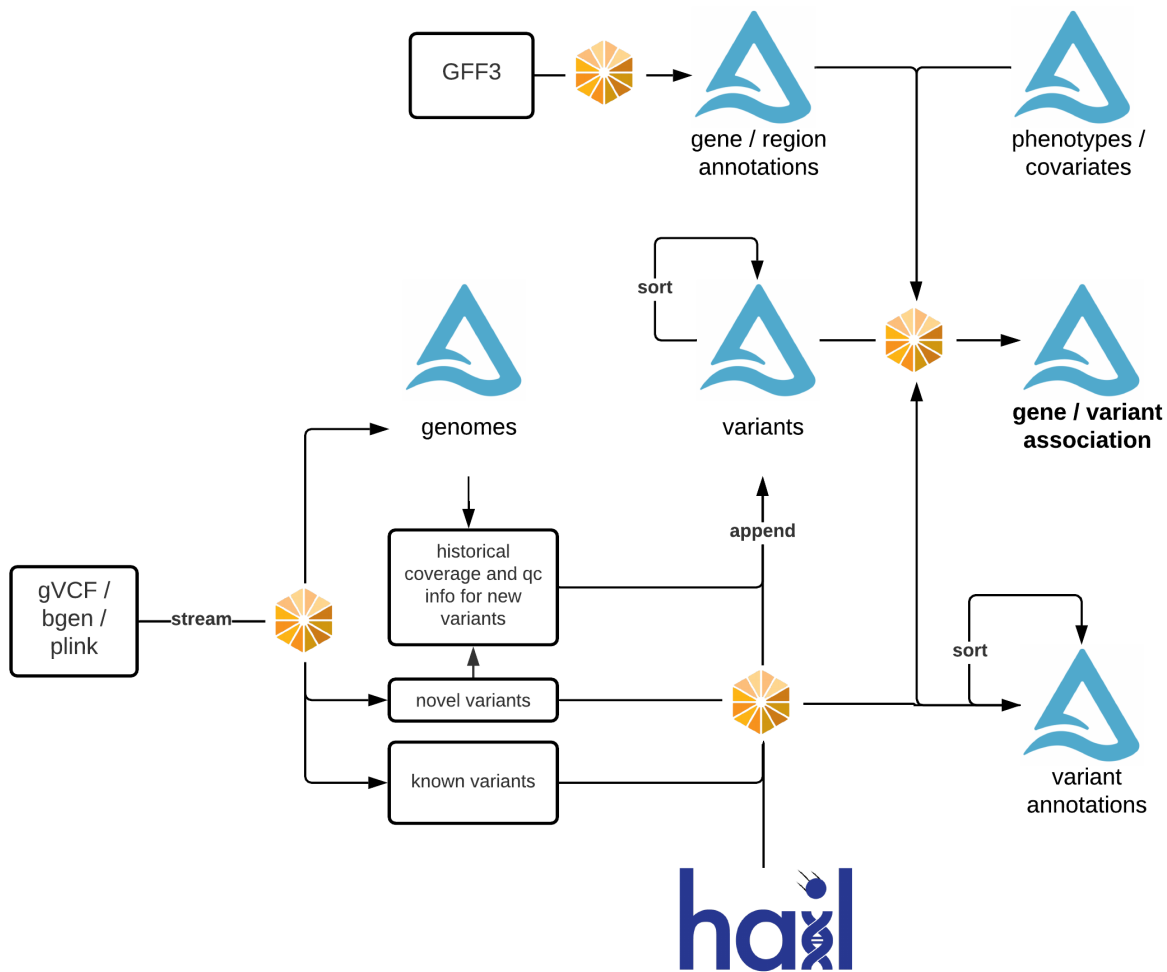 GFF3
gene / region
annotations
phenotypes /
covariates
sort
genomes
variants
gene / variant
association
append
historical
coverage and qc
info for new
variants
gVCF /
bgen /
plink
stream
sort
novel variants
known variants
variant
annotations
hail